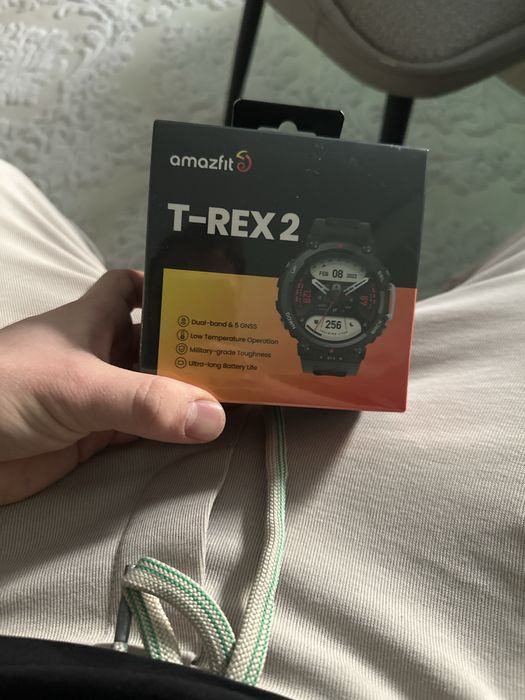 amazfit
T-REX 2
FEB 08 2022
256
Dual-band & 5 GNSS
Low Temperature Operation
Military-grade Toughness
Ultra-long Battery Life